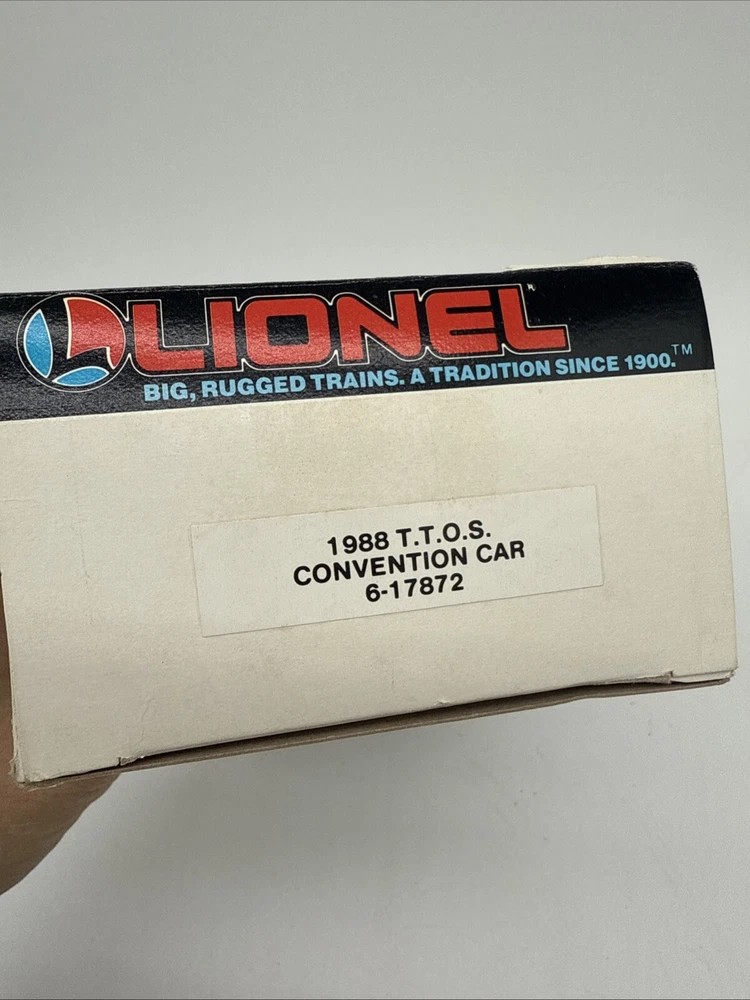 LIONEL
BIG, RUGGED TRAINS. A TRADITION SINCE 1900.™
1988 T.T.O.S.
CONVENTION CAR
6-17872